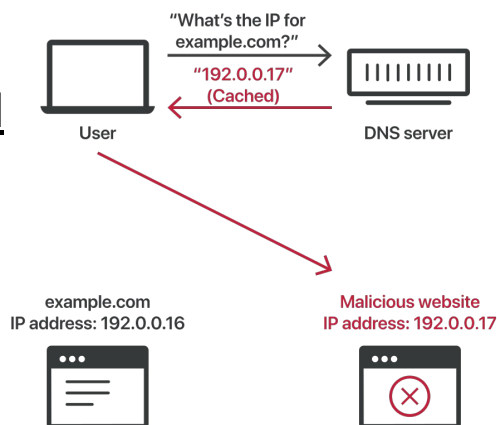 “What’s the IP for
example.com?”
“192.0.0.17”
(Cached)
User
DNS server
example.com
IP address: 192.0.0.16
Malicious website
IP address: 192.0.0.17